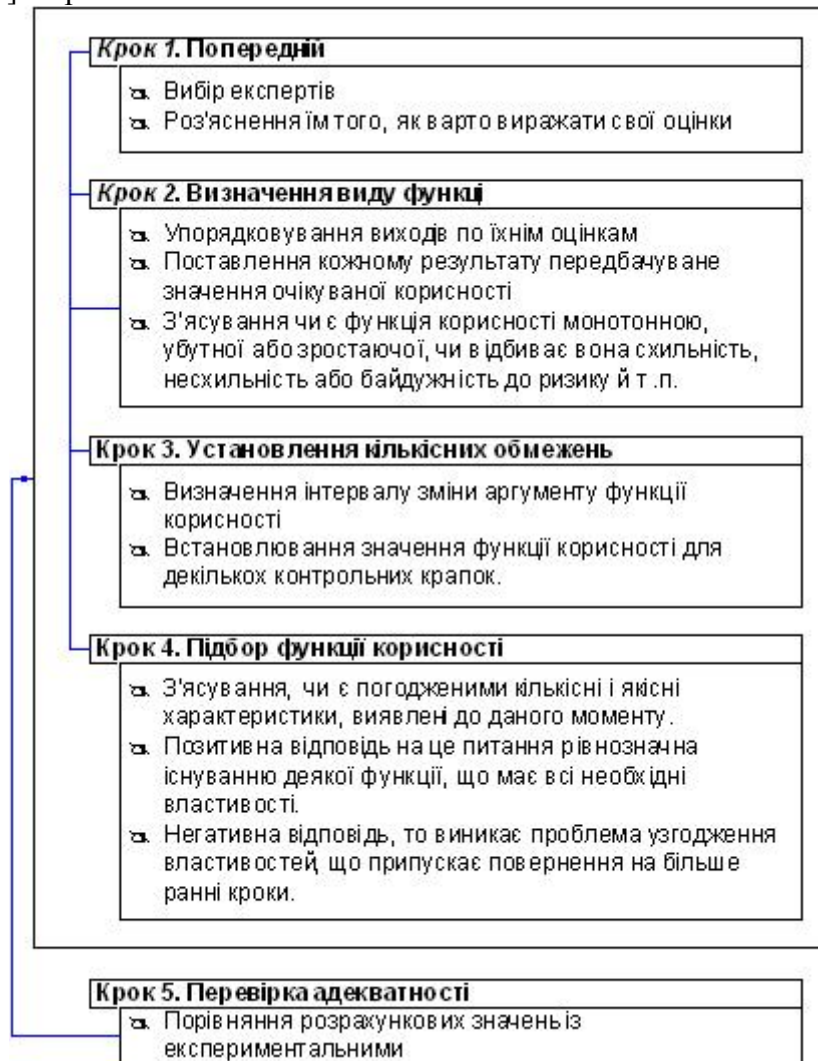 Крок 1. Попередній
Вибір експертів
Роз'яснення їм того, як варто виражати свої оцінки
Крок 2. Визначення виду функці
Упорядковування виходів по їхнім оцінкам
Поставлення кожному результату передбачуване
значення очікуваної корисності
З'ясування чи є функція корисності монотонною,
убутної або зростаючої, чи відбиває вона схильність,
несхильність або байдужність до ризику й т .п.
Крок 3. Установлення кількісних обмежень
Визначення інтервалу зміни аргументу функції
корисності
Встановлювання значення функції корисності для
декількох контрольних крапок.
Крок 4. Підбор функції корисності
З'ясування, чи є погодженими кількісні і якісні
характеристики, виявлені до даного моменту.
Позитивна відповідь на це питання рівнозначна
існуванню деякої функції, що має всі необхідні
властивості.
Негативна відповідь, то виникає проблема узгодження
властивостей, що припускає повернення на більше
ранні кроки.
Крок 5. Перевірка адекватності
Порівняння розрахункових значень із
експериментальними